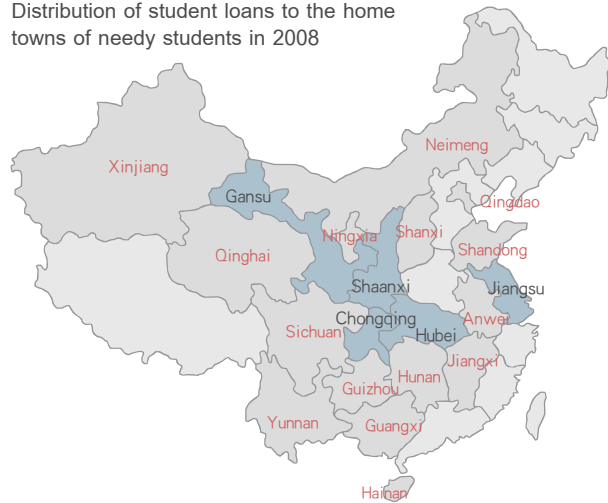 Distribution of student loans to the home
towns of needy students in 2008
Neimeng
Xinjiang
Gansu
Qingdao
Ningxia
Shanxi
Shandong
Qinghai
Shaanxi
Jiangsu
Chongqing
Anwei
Sichuan
Hubei
Jiangxi
Hunan
Guizhou
Yunnan
Guangxi
Hainan